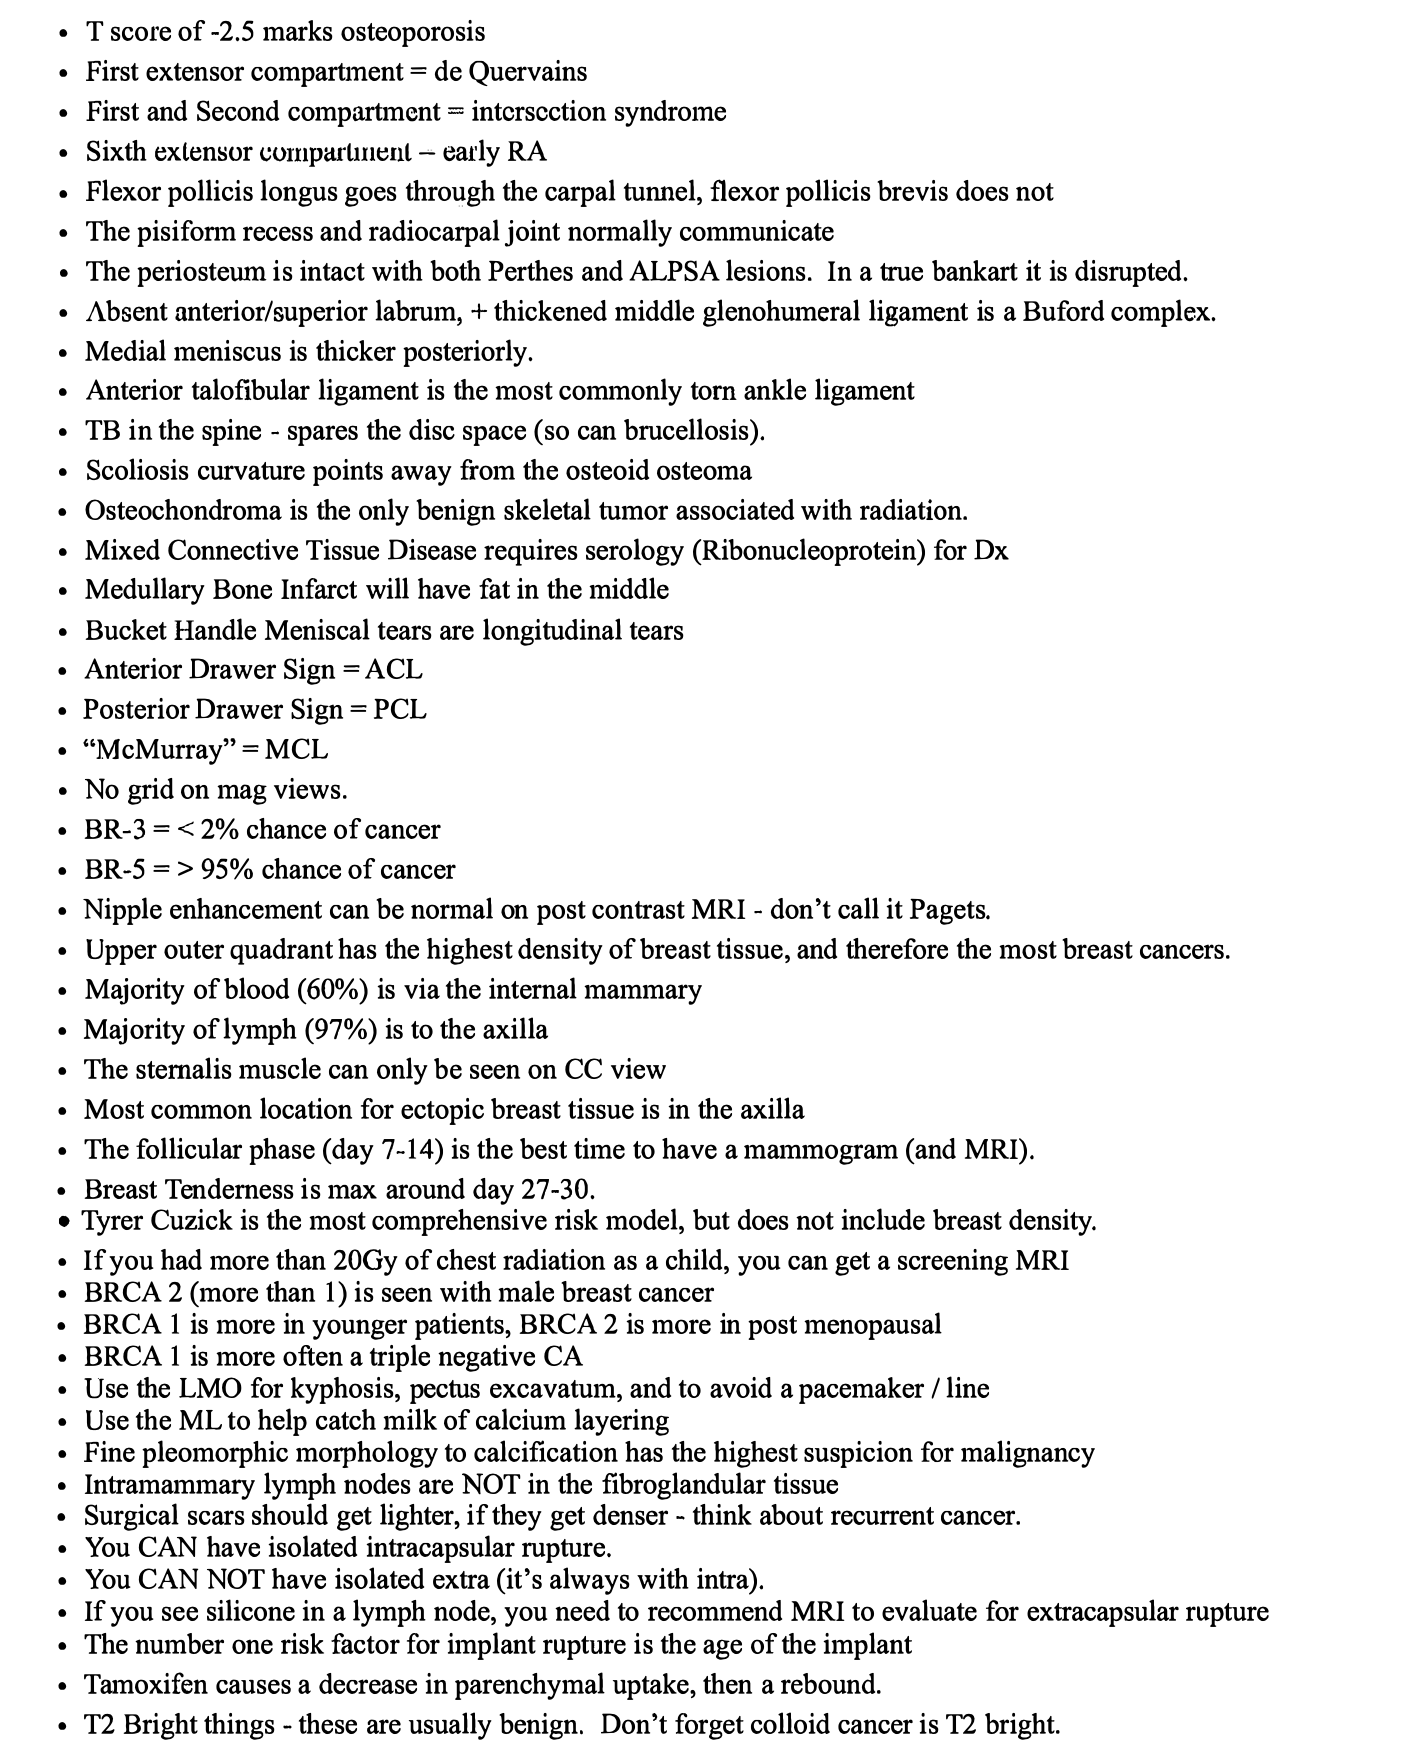 • T score of -2.5 marks osteoporosis
• First extensor compartment = de Quervains
• First and Second compartment = intersection syndrome
• Sixth extensor compartment – early RA
• Flexor pollicis longus goes through the carpal tunnel, flexor pollicis brevis does not
• The pisiform recess and radiocarpal joint normally communicate
• The periosteum is intact with both Perthes and ALPSA lesions. In a true bankart it is disrupted.
• Absent anterior/superior labrum, + thickened middle glenohumeral ligament is a Buford complex.
• Medial meniscus is thicker posteriorly.
• Anterior talofibular ligament is the most commonly torn ankle ligament
• TB in the spine - spares the disc space (so can brucellosis).
• Scoliosis curvature points away from the osteoid osteoma
• Osteochondroma is the only benign skeletal tumor associated with radiation.
• Mixed Connective Tissue Disease requires serology (Ribonucleoprotein) for Dx
• Medullary Bone Infarct will have fat in the middle
• Bucket Handle Meniscal tears are longitudinal tears
• Anterior Drawer Sign = ACL
• Posterior Drawer Sign = PCL
• “McMurray” = MCL
• No grid on mag views.
• BR-3 = < 2% chance of cancer
• BR-5 = > 95% chance of cancer
• Nipple enhancement can be normal on post contrast MRI - don’t call it Pagets.
• Upper outer quadrant has the highest density of breast tissue, and therefore the most breast cancers.
• Majority of blood (60%) is via the internal mammary
• Majority of lymph (97%) is to the axilla
• The sternalis muscle can only be seen on CC view
• Most common location for ectopic breast tissue is in the axilla
• The follicular phase (day 7-14) is the best time to have a mammogram (and MRI).
• Breast Tenderness is max around day 27-30.
• Tyrer Cuzick is the most comprehensive risk model, but does not include breast density.
• If you had more than 20Gy of chest radiation as a child, you can get a screening MRI
• BRCA 2 (more than 1) is seen with male breast cancer
• BRCA 1 is more in younger patients, BRCA 2 is more in post menopausal
• BRCA 1 is more often a triple negative CA
• Use the LMO for kyphosis, pectus excavatum, and to avoid a pacemaker / line
• Use the ML to help catch milk of calcium layering
• Fine pleomorphic morphology to calcification has the highest suspicion for malignancy
• Intramammary lymph nodes are NOT in the fibroglandular tissue
• Surgical scars should get lighter, if they get denser - think about recurrent cancer.
• You CAN have isolated intracapsular rupture.
• You CAN NOT have isolated extra (it’s always with intra).
• If you see silicone in a lymph node, you need to recommend MRI to evaluate for extracapsular rupture
• The number one risk factor for implant rupture is the age of the implant
• Tamoxifen causes a decrease in parenchymal uptake, then a rebound.
• T2 Bright things - these are usually benign. Don’t forget colloid cancer is T2 bright.